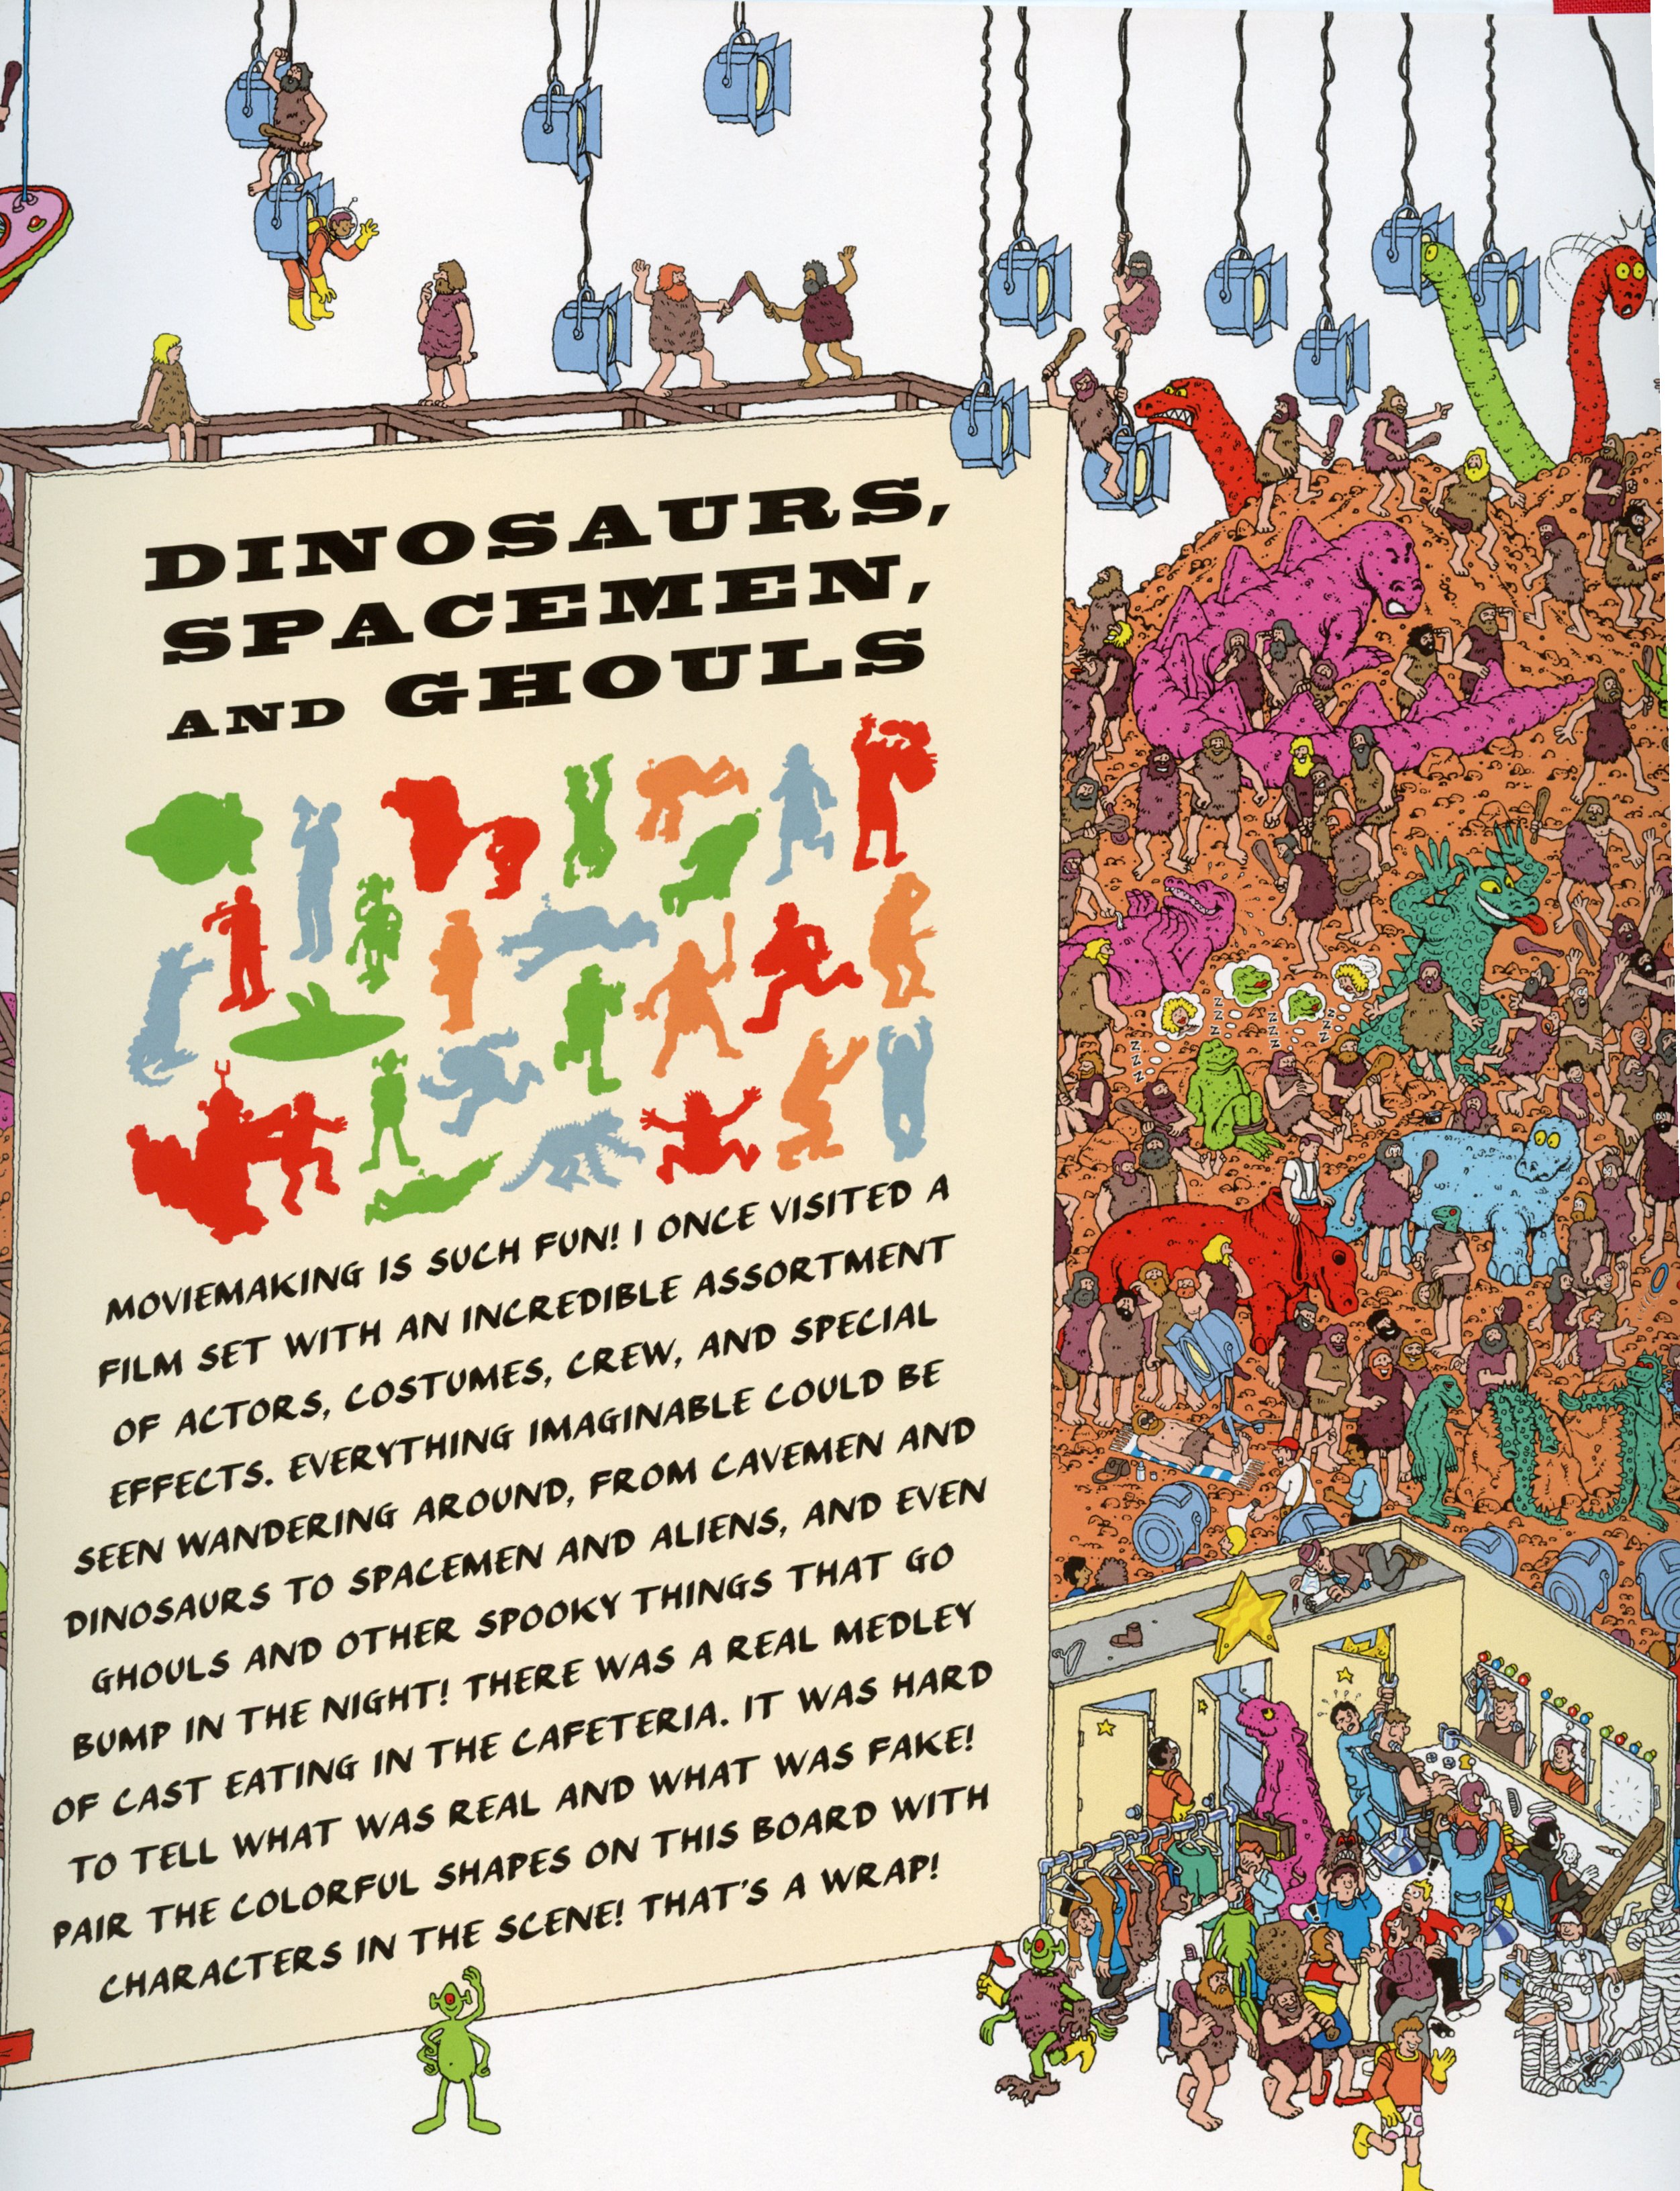 DINOSAURS,
SPACEMEN,
AND GHOULS
MOVIEMAKING IS SUCH FUN! I ONCE VISITED A
FILM SET WITH AN INCREDIBLE ASSORTMENT
OF ACTORS, COSTUMES, CREW, AND SPECIAL
EFFECTS. EVERYTHING IMAGINABLE COULD BE
SEEN WANDERING AROUND, FROM CAVEMEN AND
DINOSAURS TO SPACEMEN AND ALIENS, AND EVEN
GHOULS AND OTHER SPOOKY THINGS THAT GO
BUMP IN THE NIGHT! THERE WAS A REAL MEDLEY
OF CAST EATING IN THE CAFETERIA. IT WAS HARD
TO TELL WHAT WAS REAL AND WHAT WAS FAKE!
PAIR THE COLORFUL SHAPES ON THIS BOARD WITH
CHARACTERS IN THE SCENE! THAT'S A WRAP!
Z Z Z Z
Z Z Z Z
Z Z Z Z
Z Z Z